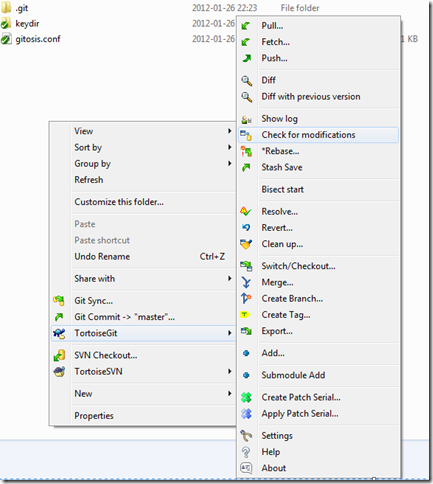 .git 2012-01-26 22:23 File folder
keydir 2012-01-26
gitosis.conf 2012-01-26 1 KB
View
Sort by
Group by
Refresh
Customize this folder...
Paste
Paste shortcut
Undo Rename Ctrl+Z
Share with
Git Sync...
Git Commit -> "master"...
TortoiseGit
SVN Checkout...
TortoiseSVN
New
Properties
Pull...
Fetch...
Push...
Diff
Diff with previous version
Show log
Check for modifications
*Rebase...
Stash Save
Bisect start
Resolve...
Revert...
Clean up...
Switch/Checkout...
Merge...
Create Branch...
Create Tag...
Export...
Add...
Submodule Add
Create Patch Serial...
Apply Patch Serial...
Settings
Help
About